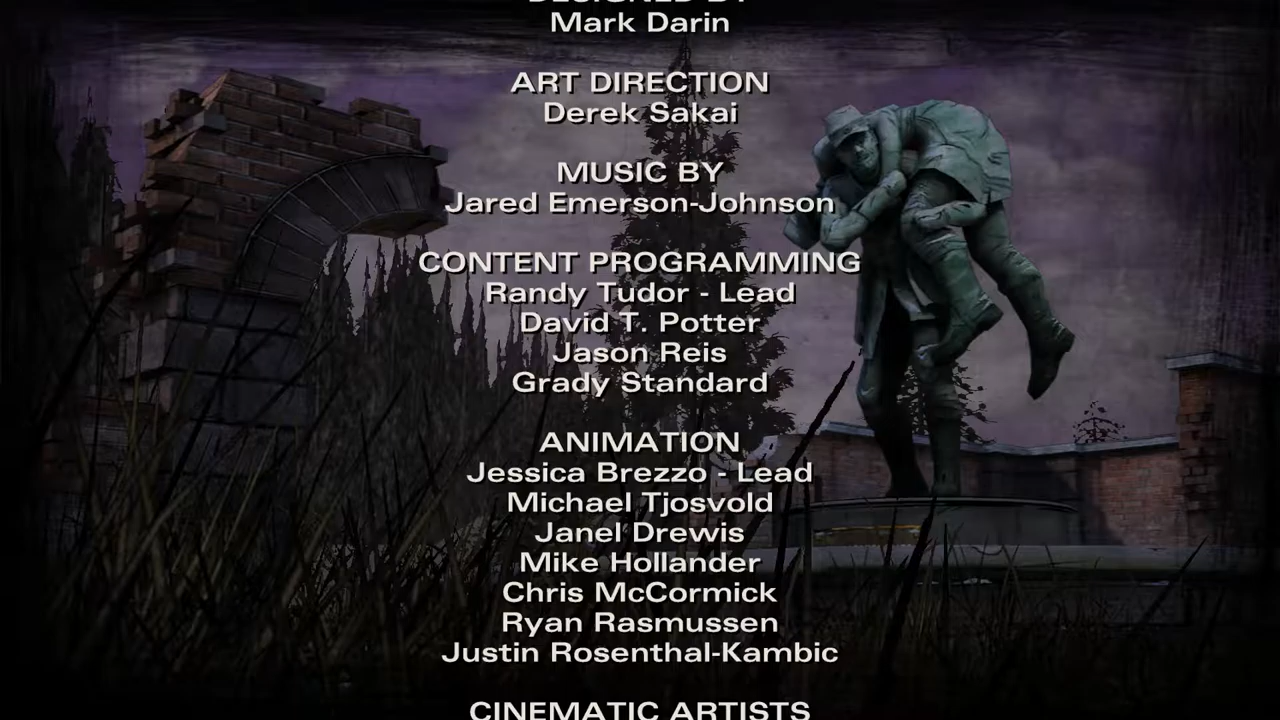 DESIGNED BY
Mark Darin
ART DIRECTION
Derek Sakai
MUSIC BY
Jared Emerson-Johnson
CONTENT PROGRAMMING
Randy Tudor - Lead
David T. Potter
Jason Reis
Grady Standard
ANIMATION
Jessica Brezzo - Lead
Michael Tjosvold
Janel Drewis
Mike Hollander
Chris McCormick
Ryan Rasmussen
Justin Rosenthal-Kambic
CINEMATIC ARTISTS